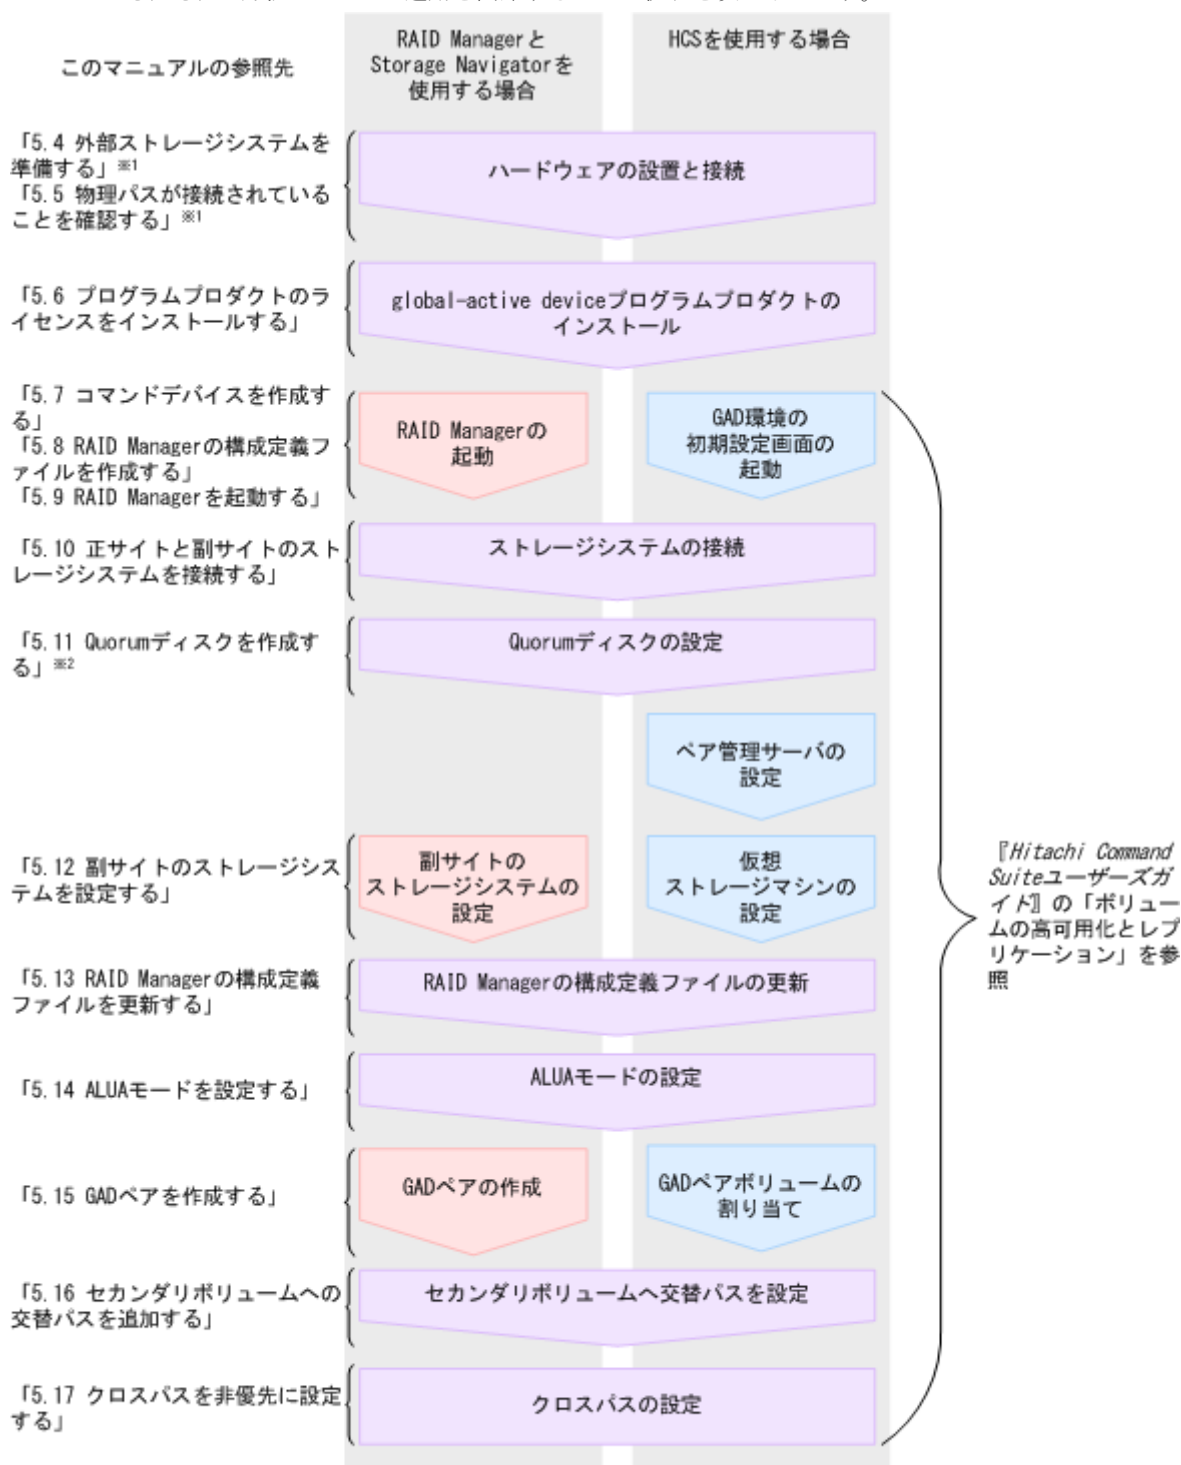 RAID Managerと
Storage Navigatorを
使用する場合
HCSを使用する場合
このマニュアルの参照先
「5.4 外部ストレージシステムを
準備する」※1
「5.5 物理パスが接続されている
ことを確認する」※1
ハードウェアの設置と接続
「5.6 プログラムプロダクトのラ
イセンスをインストールする」
global-active deviceプログラムプロダクトの
インストール
「5.7 コマンドデバイスを作成す
る」
「5.8 RAID Managerの構成定義フ
ァイルを作成する」
「5.9 RAID Managerを起動する」
RAID Managerの
起動
GAD環境の
初期設定画面の
起動
「5.10 正サイトと副サイトのスト
レージシステムを接続する」
ストレージシステムの接続
「5.11 Quorumディスクを作成す
る」※2
Quorumディスクの設定
ペア管理サーバの
設定
「5.12 副サイトのストレージシス
テムを設定する」
副サイトの
ストレージシステムの
設定
仮想
ストレージマシンの
設定
『Hitachi Command
Suiteユーザーズガ
イド』の「ボリュー
ムの高可用化とレプ
リケーション」を参
照
「5.13 RAID Managerの構成定義
ファイルを更新する」
RAID Managerの構成定義ファイルの更新
「5.14 ALUAモードを設定する」
ALUAモードの設定
「5.15 GADペアを作成する」
GADペアの作成
GADペアボリュームの
割り当て
「5.16 セカンダリボリュームへの
交替パスを追加する」
セカンダリボリュームへ交替パスを設定
「5.17 クロスパスを非優先に設定
する」
クロスパスの設定